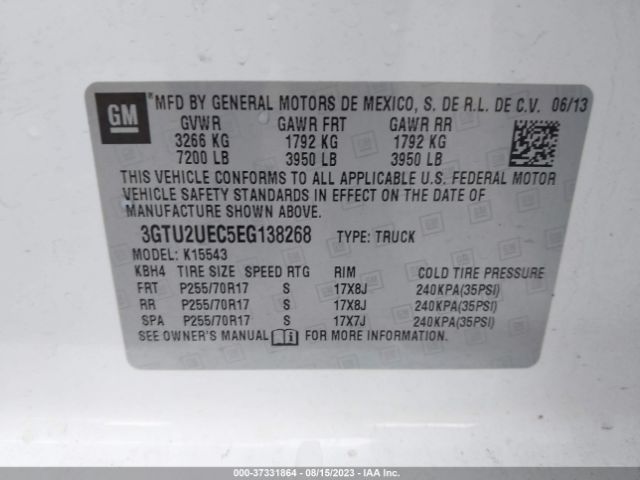 GM
® MFD BY GENERAL MOTORS DE MEXICO, S. DE R.L. DE C.V. 06/13
GVWR GAWR FRT GAWR RR
3266 KG 1792 KG 1792 KG
7200 LB 3950 LB 3950 LB
THIS VEHICLE CONFORMS TO ALL APPLICABLE U.S. FEDERAL MOTOR
VEHICLE SAFETY STANDARDS IN EFFECT ON THE DATE OF
MANUFACTURE SHOWN ABOVE.
3GTU2UEC5EG138268 TYPE: TRUCK
MODEL: K15543
KBH4 TIRE SIZE SPEED RTG RIM COLD TIRE PRESSURE
FRT P255/70R17 S 17X8J 240KPA(35PSI)
RR P255/70R17 S 17X8J 240KPA(35PSI)
SPA P255/70R17 S 17X7J 240KPA(35PSI)
SEE OWNER'S MANUAL FOR MORE INFORMATION.
000-37331864 - 08/15/2023 - IAA Inc.